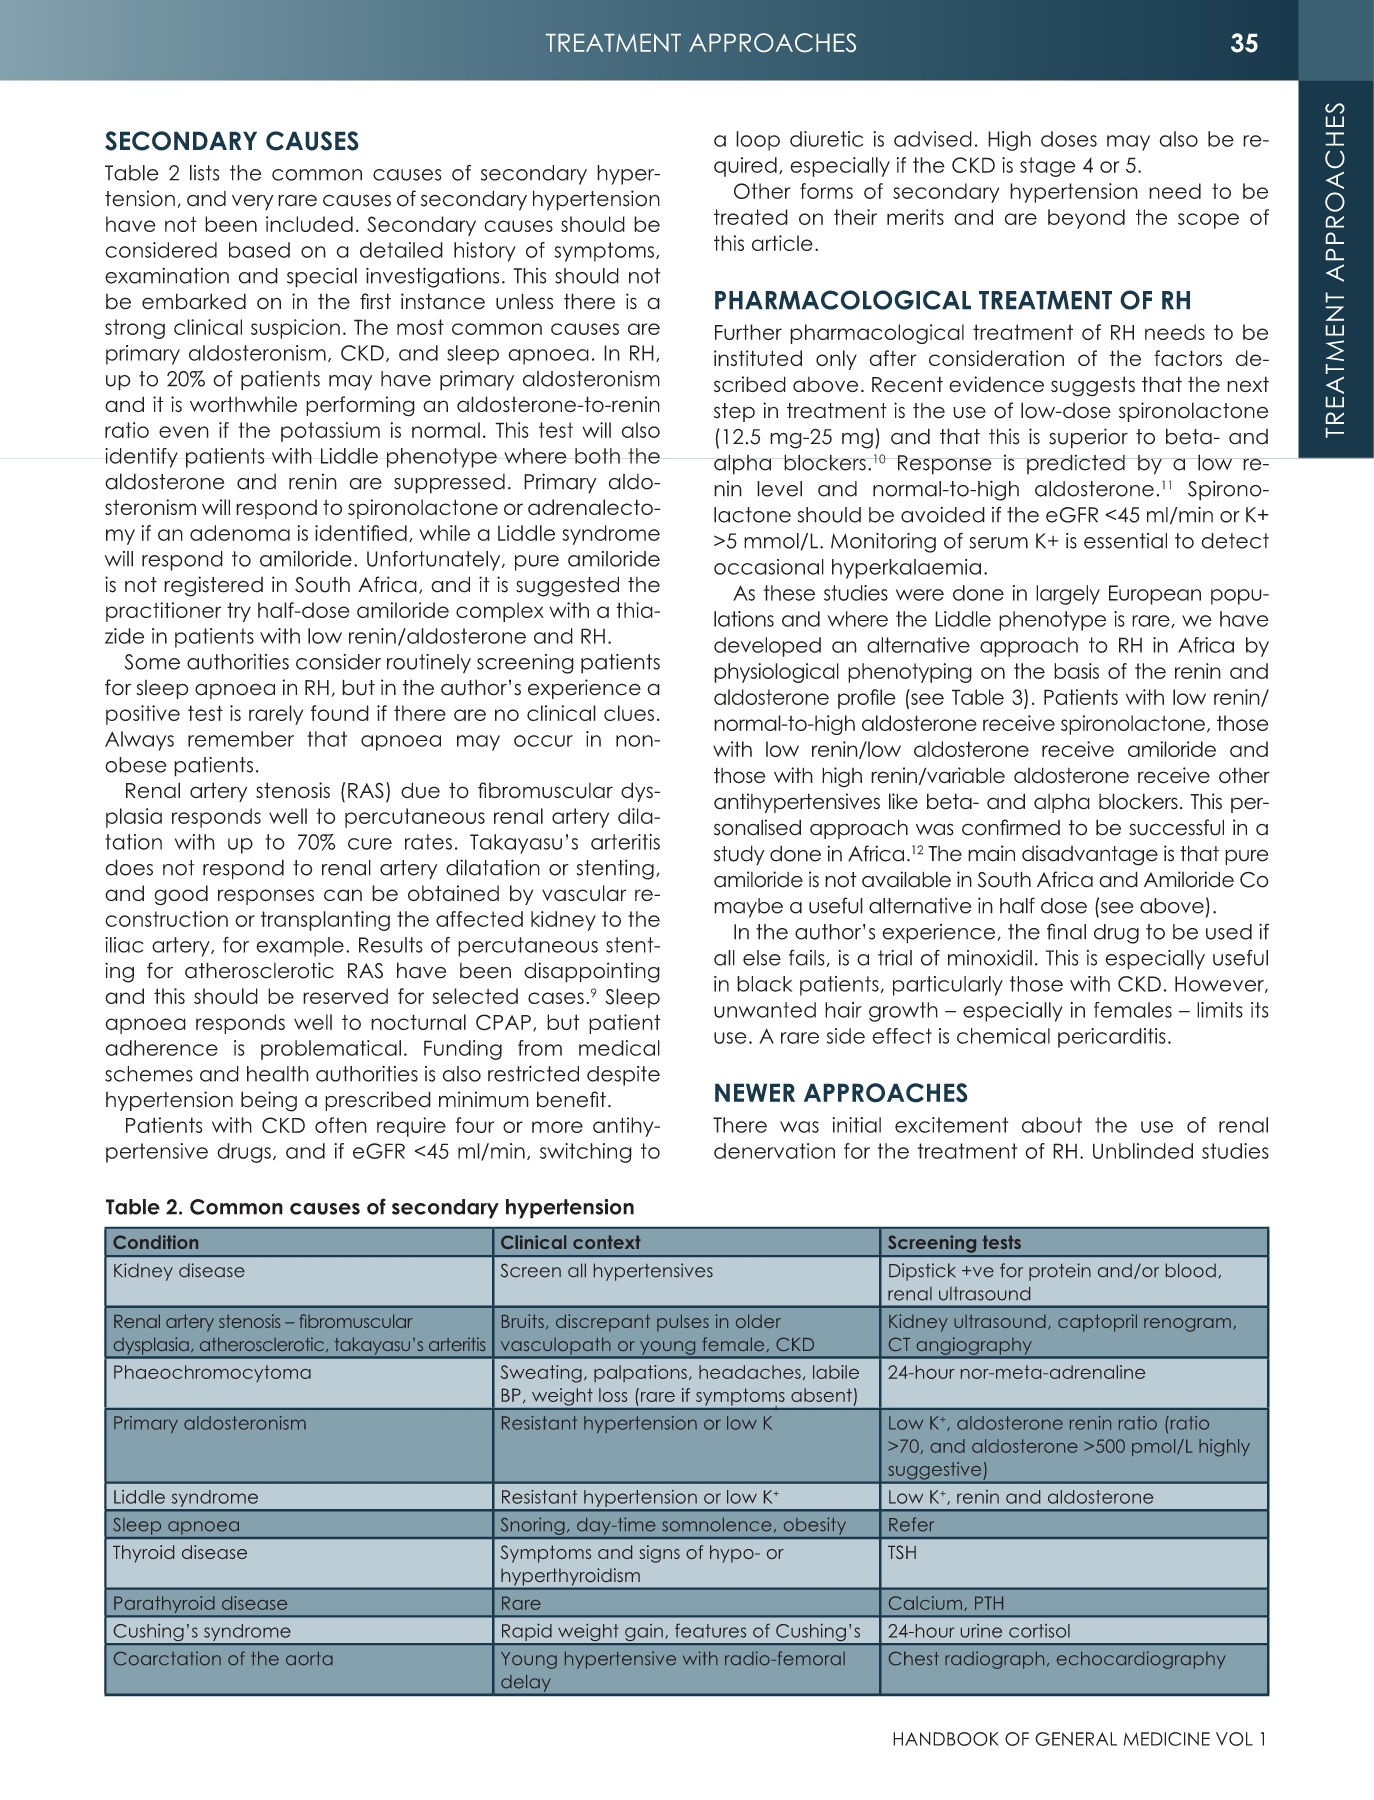 TREATMENT APPROACHES
35
TREATMENT APPROACHES
SECONDARY CAUSES
Table 2 lists the common causes of secondary hyper-
tension, and very rare causes of secondary hypertension
have not been included. Secondary causes should be
considered based on a detailed history of symptoms,
examination and special investigations. This should not
be embarked on in the first instance unless there is a
strong clinical suspicion. The most common causes are
primary aldosteronism, CKD, and sleep apnoea. In RH,
up to 20% of patients may have primary aldosteronism
and it is worthwhile performing an aldosterone-to-renin
ratio even if the potassium is normal. This test will also
identify patients with Liddle phenotype where both the
aldosterone and renin are suppressed. Primary aldo-
steronism will respond to spironolactone or adrenalecto-
my if an adenoma is identified, while a Liddle syndrome
will respond to amiloride. Unfortunately, pure amiloride
is not registered in South Africa, and it is suggested the
practitioner try half-dose amiloride complex with a thia-
zide in patients with low renin/aldosterone and RH.
Some authorities consider routinely screening patients
for sleep apnoea in RH, but in the author's experience a
positive test is rarely found if there are no clinical clues.
Always remember that apnoea may occur in non-
obese patients.
Renal artery stenosis (RAS) due to fibromuscular dys-
plasia responds well to percutaneous renal artery dila-
tation with up to 70% cure rates. Takayasu's arteritis
does not respond to renal artery dilatation or stenting,
and good responses can be obtained by vascular re-
construction or transplanting the affected kidney to the
iliac artery, for example. Results of percutaneous stent-
ing for atherosclerotic RAS have been disappointing
and this should be reserved for selected cases.⁹ Sleep
apnoea responds well to nocturnal CPAP, but patient
adherence is problematical. Funding from medical
schemes and health authorities is also restricted despite
hypertension being a prescribed minimum benefit.
Patients with CKD often require four or more antihy-
pertensive drugs, and if eGFR <45 ml/min, switching to
a loop diuretic is advised. High doses may also be re-
quired, especially if the CKD is stage 4 or 5.
Other forms of secondary hypertension need to be
treated on their merits and are beyond the scope of
this article.
PHARMACOLOGICAL TREATMENT OF RH
Further pharmacological treatment of RH needs to be
instituted only after consideration of the factors de-
scribed above. Recent evidence suggests that the next
step in treatment is the use of low-dose spironolactone
(12.5 mg-25 mg) and that this is superior to beta- and
alpha blockers.¹⁰ Response is predicted by a low re-
nin level and normal-to-high aldosterone.¹¹ Spirono-
lactone should be avoided if the eGFR <45 ml/min or K+
>5 mmol/L. Monitoring of serum K+ is essential to detect
occasional hyperkalaemia.
As these studies were done in largely European popu-
lations and where the Liddle phenotype is rare, we have
developed an alternative approach to RH in Africa by
physiological phenotyping on the basis of the renin and
aldosterone profile (see Table 3). Patients with low renin/
normal-to-high aldosterone receive spironolactone, those
with low renin/low aldosterone receive amiloride and
those with high renin/variable aldosterone receive other
antihypertensives like beta- and alpha blockers. This per-
sonalised approach was confirmed to be successful in a
study done in Africa.¹² The main disadvantage is that pure
amiloride is not available in South Africa and Amiloride Co
maybe a useful alternative in half dose (see above).
In the author's experience, the final drug to be used if
all else fails, is a trial of minoxidil. This is especially useful
in black patients, particularly those with CKD. However,
unwanted hair growth – especially in females – limits its
use. A rare side effect is chemical pericarditis.
NEWER APPROACHES
There was initial excitement about the use of renal
denervation for the treatment of RH. Unblinded studies
Table 2. Common causes of secondary hypertension
Condition
Clinical context
Screening tests
Kidney disease
Screen all hypertensives
Dipstick +ve for protein and/or blood,
renal ultrasound
Renal artery stenosis – fibromuscular
dysplasia, atherosclerotic, takayasu's arteritis
Bruits, discrepant pulses in older
vasculopath or young female, CKD
Kidney ultrasound, captopril renogram,
CT angiography
Phaeochromocytoma
Sweating, palpations, headaches, labile
BP, weight loss (rare if symptoms absent)
24-hour nor-meta-adrenaline
Primary aldosteronism
Resistant hypertension or low K
Low K⁺, aldosterone renin ratio (ratio
>70, and aldosterone >500 pmol/L highly
suggestive)
Liddle syndrome
Resistant hypertension or low K⁺
Low K⁺, renin and aldosterone
Sleep apnoea
Snoring, day-time somnolence, obesity
Refer
Thyroid disease
Symptoms and signs of hypo- or
hyperthyroidism
TSH
Parathyroid disease
Rare
Calcium, PTH
Cushing's syndrome
Rapid weight gain, features of Cushing's
24-hour urine cortisol
Coarctation of the aorta
Young hypertensive with radio-femoral
delay
Chest radiograph, echocardiography
HANDBOOK OF GENERAL MEDICINE VOL 1